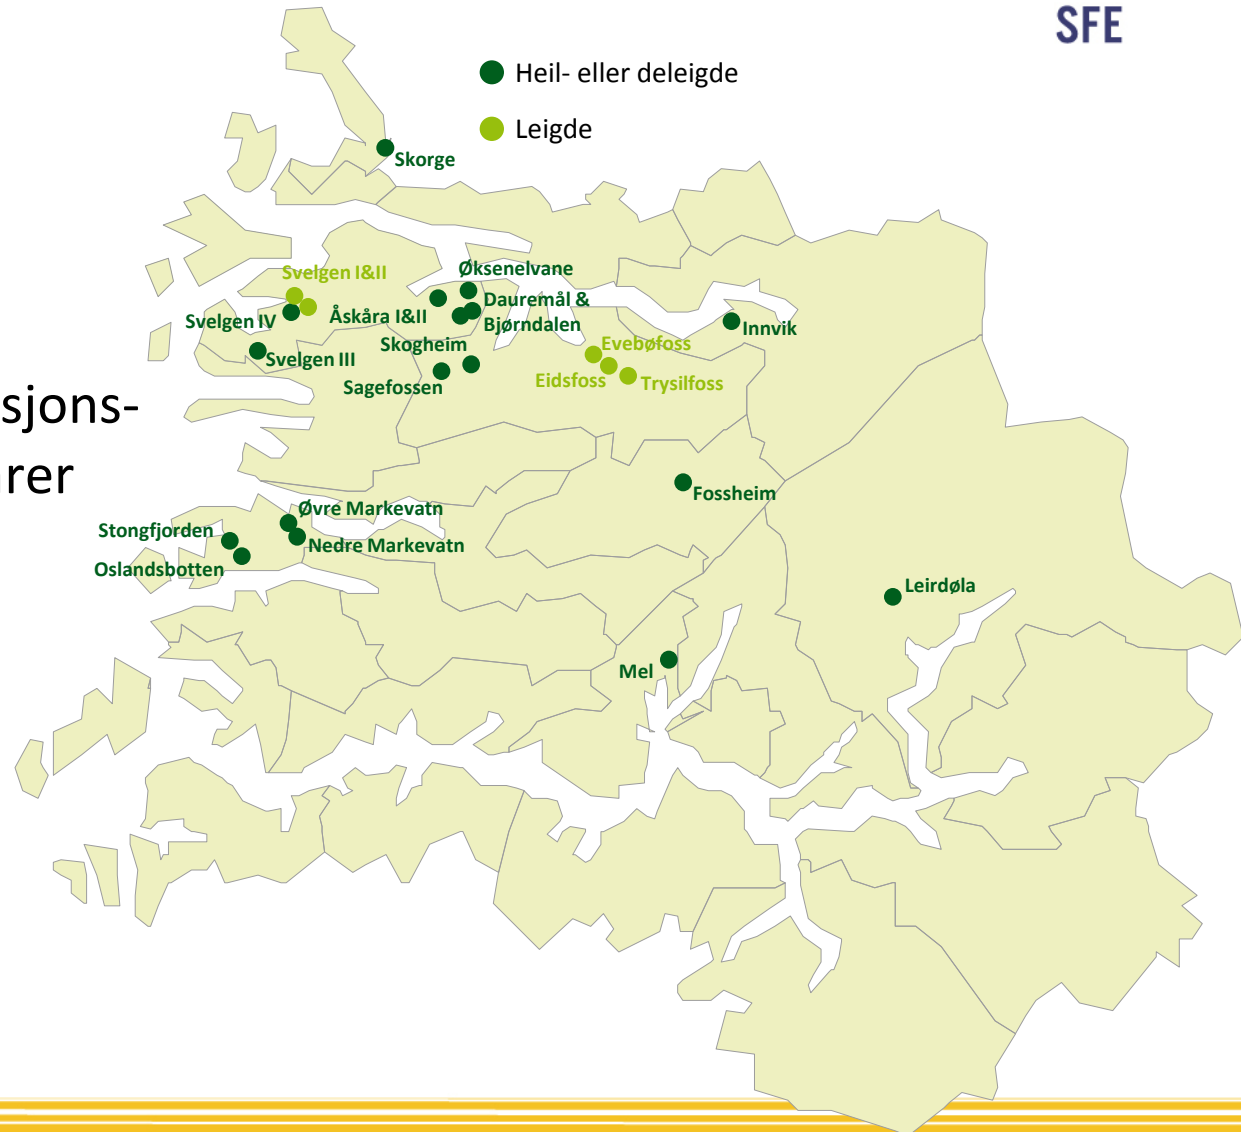 SFE
Heil- eller deleigde
Leigde
Skorge
Øksenelvane
Svelgen I&II
Dauremål &
Bjørndalen
Åskåra I&II
Svelgen IV
Innvik
Skogheim
Evebøfoss
Svelgen III
Eidsfoss
Trysilfoss
Sagefossen
sjons-
rer
Fossheim
Øvre Markevatn
Stongfjorden
Nedre Markevatn
Oslandsbotten
Leirdøla
Mel